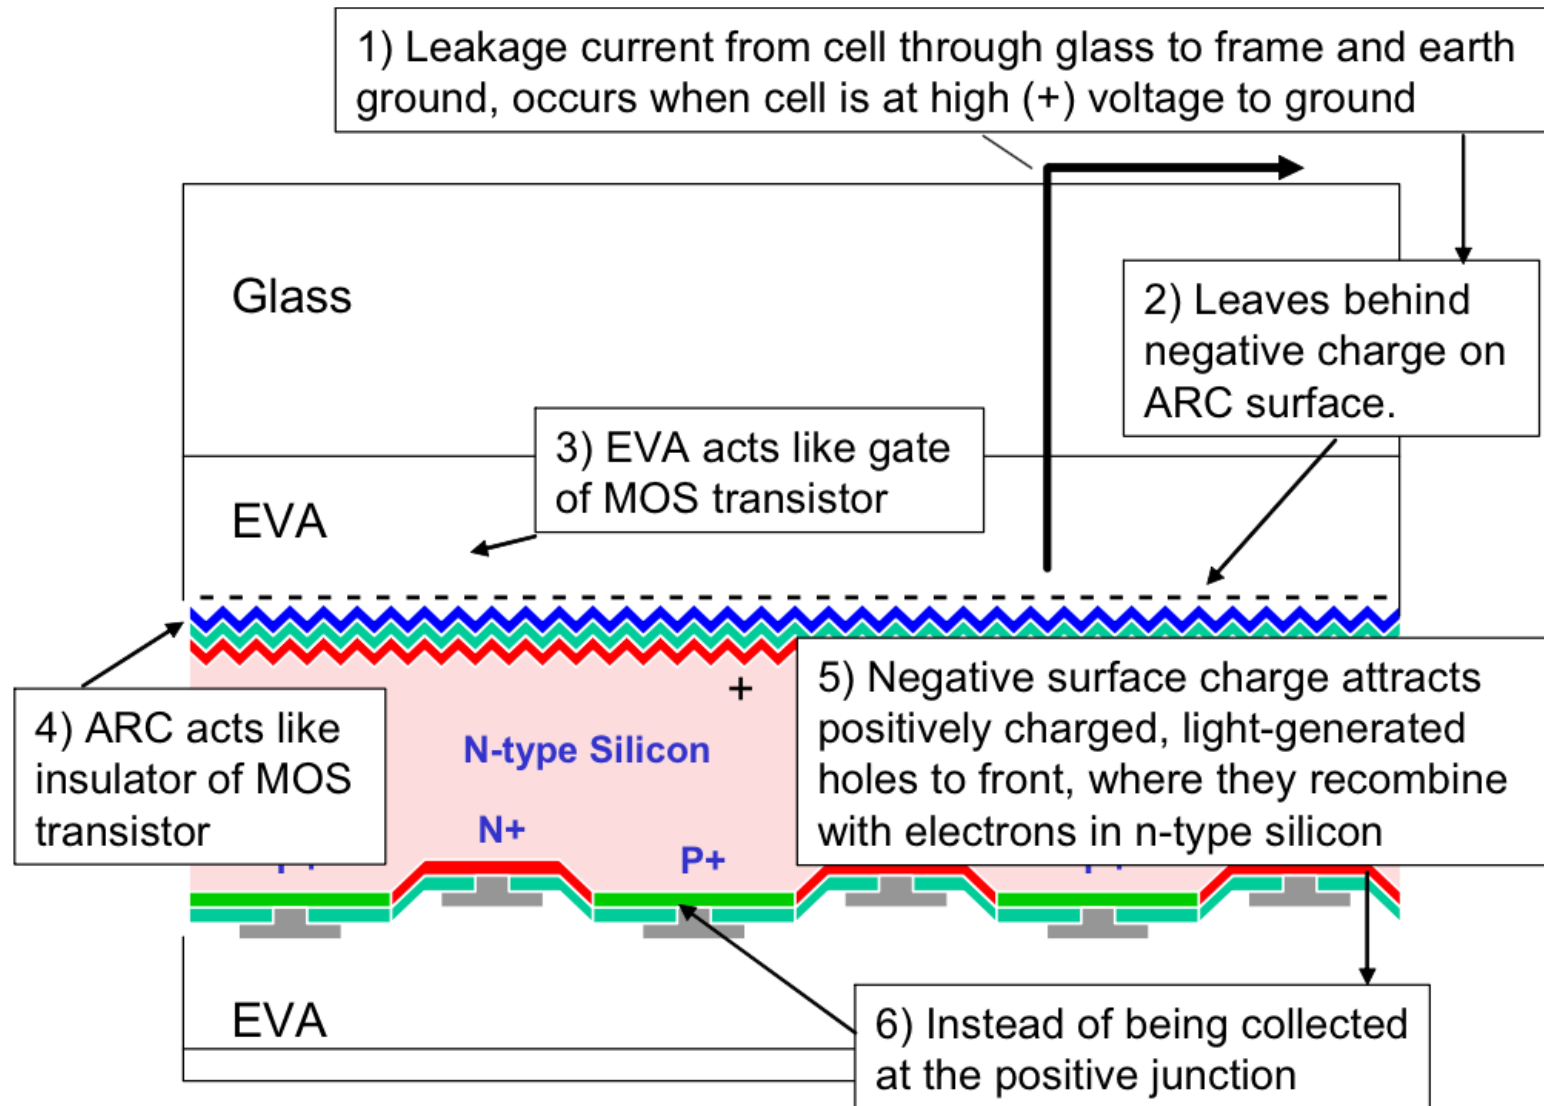 1) Leakage current from cell through glass to frame and earth
ground, occurs when cell is at high (+) voltage to ground
Glass
2) Leaves behind
negative charge on
ARC surface.
3) EVA acts like gate
of MOS transistor
EVA
+
5) Negative surface charge attracts
positively charged, light-generated
holes to front, where they recombine
with electrons in n-type silicon
4) ARC acts like
insulator of MOS
transistor
N-type Silicon
N+
P+
EVA
6) Instead of being collected
at the positive junction